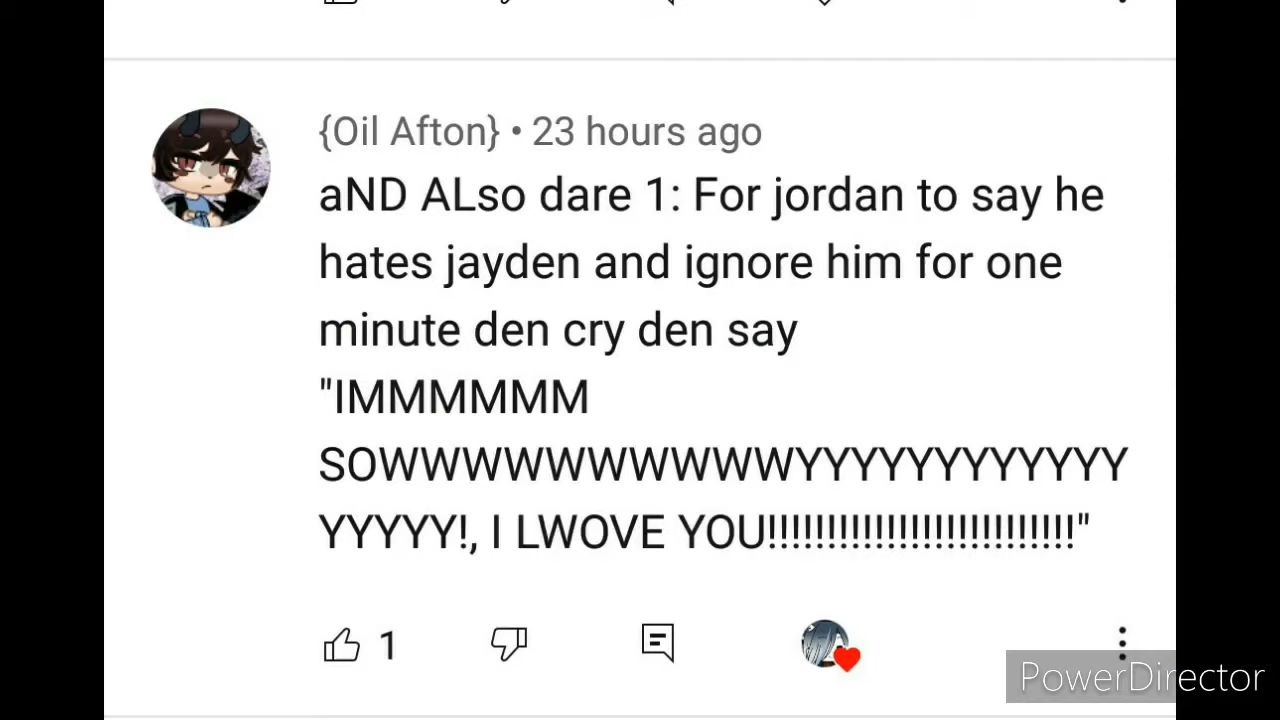 {Oil Afton} • 23 hours ago
aND ALso dare 1: For jordan to say he
hates jayden and ignore him for one
minute den cry den say
"IMMMMMM
SOWWWWWWWWWWYYYYYYYYYYYY
YYYYY!, I LWOVE YOU!!!!!!!!!!!!!!!!!!!!!!!!!!"
1
PowerDirector